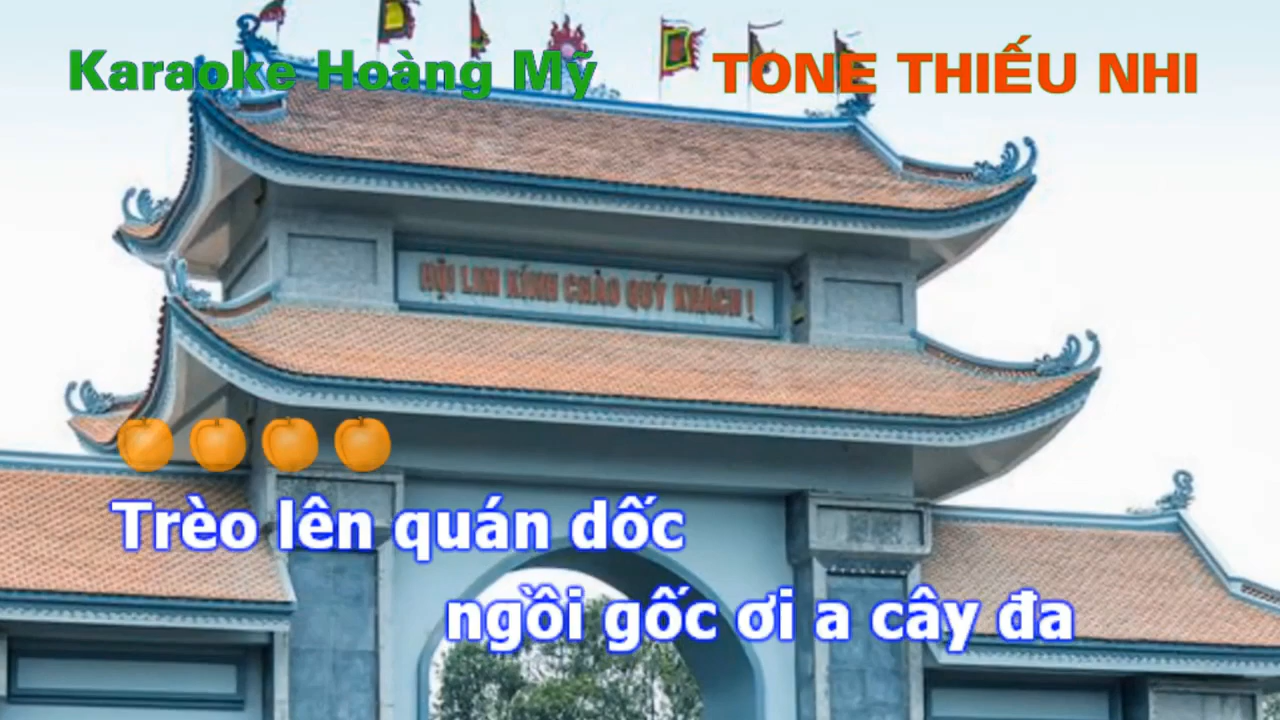 Karaoke Hoàng Mỹ TONE THIẾU NHI
HỘI LIM KÍNH CHÀO QUÝ KHÁCH !
Trèo lên quán dốc
ngồi gốc ơi a cây đa